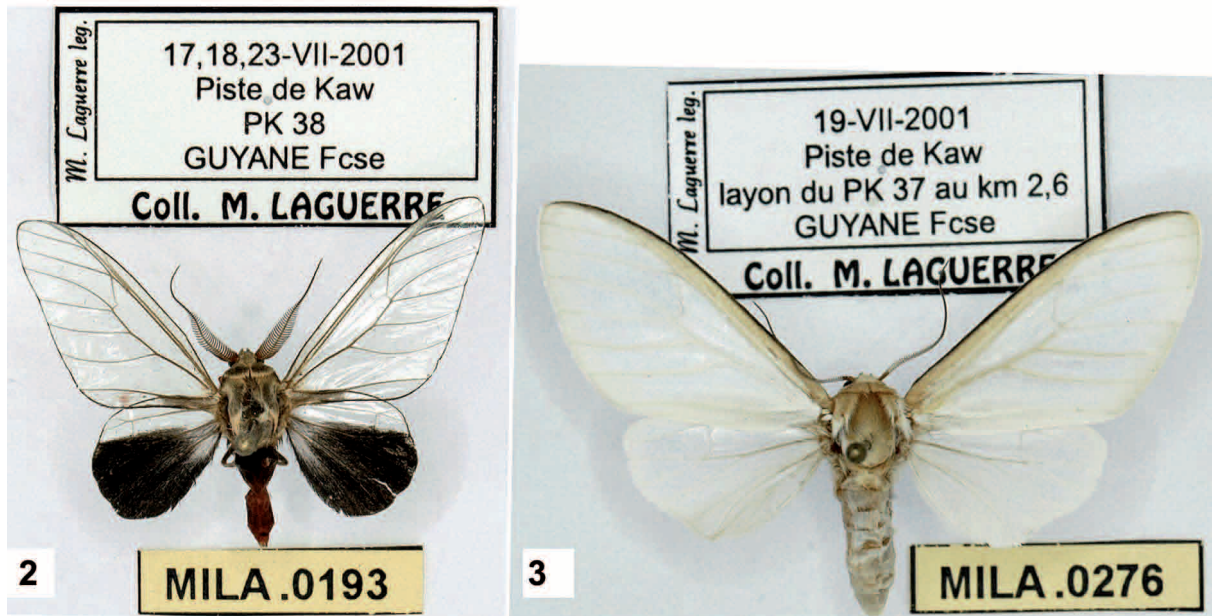 M. Laguerre leg.
17,18,23-VII-2001
Piste de Kaw
PK 38
GUYANE Fcse
Coll. M. LAGUERRE
2
MILA.0193
M. Laguerre leg.
19-VII-2001
Piste de Kaw
layon du PK 37 au km 2,6
GUYANE Fcse
Coll. M. LAGUERRE
3
MILA.0276